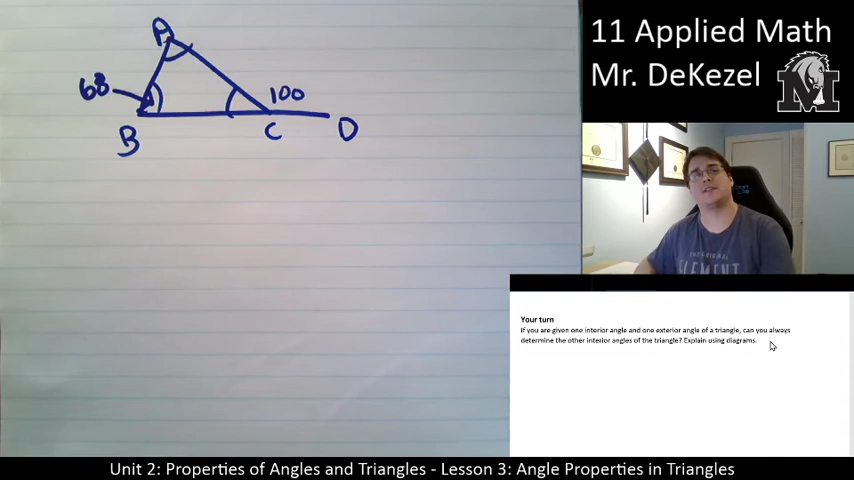 11 Applied Math
Mr. DeKezel
M
A
68
100
B
C
D
ELEMENT
Your turn
If you are given one interior angle and one exterior angle of a triangle, can you always
determine the other interior angles of the triangle? Explain using diagrams.
Unit 2: Properties of Angles and Triangles - Lesson 3: Angle Properties in Triangles